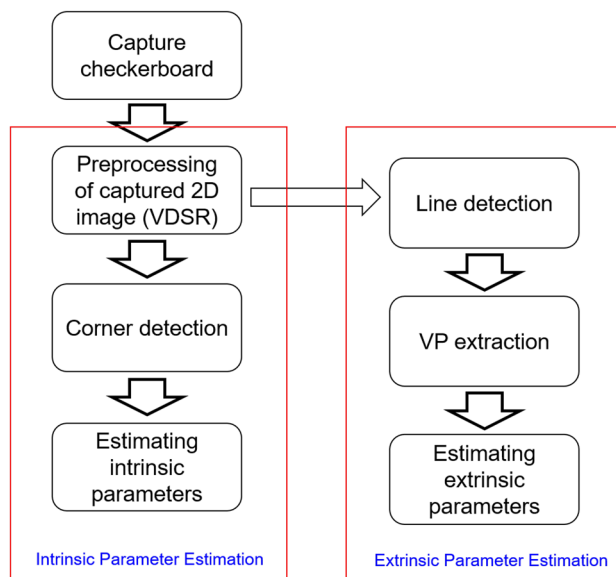 Capture
checkerboard
Preprocessing
of captured 2D
image (VDSR)
Corner detection
Estimating
intrinsic
parameters
Intrinsic Parameter Estimation
Line detection
VP extraction
Estimating
extrinsic
parameters
Extrinsic Parameter Estimation